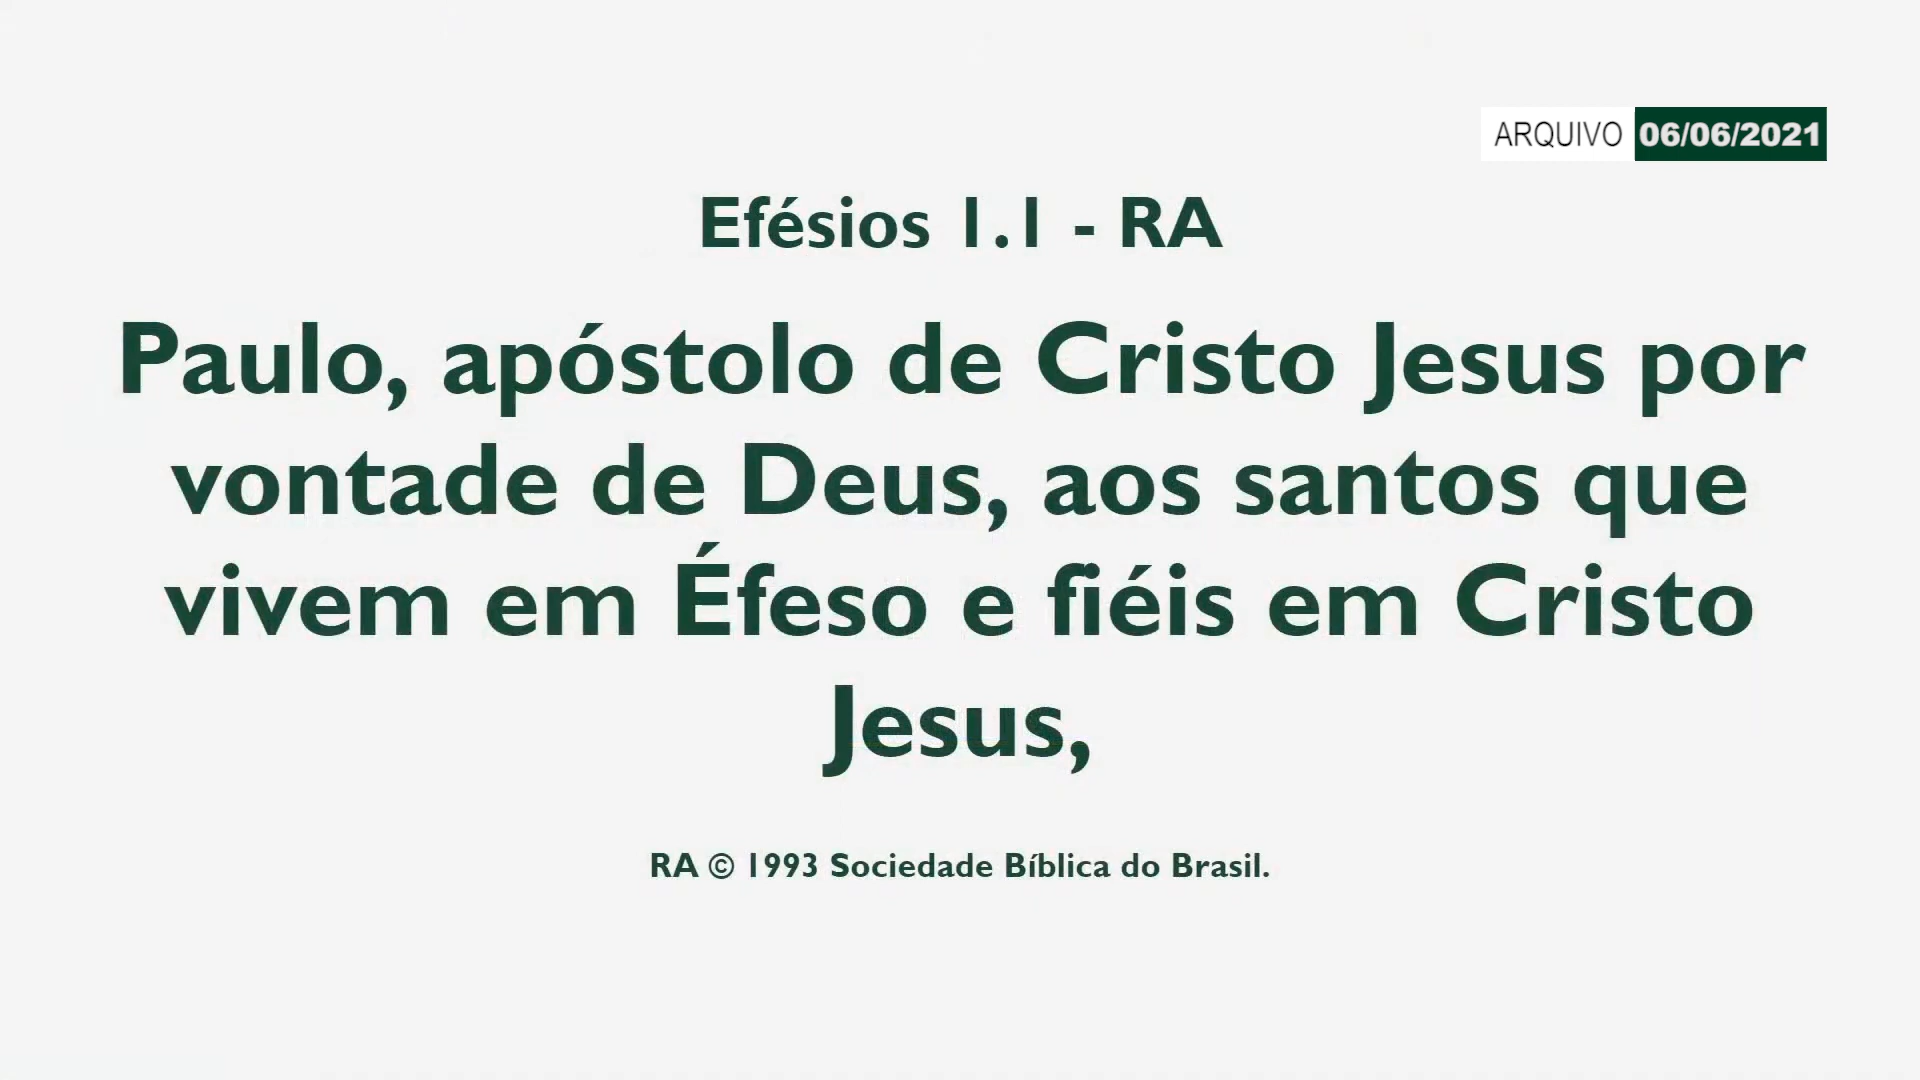 ARQUIVO 06/06/2021
Efésios 1.1 - RA
Paulo, apóstolo de Cristo Jesus por
vontade de Deus, aos santos que
vivem em Éfeso e fiéis em Cristo
Jesus,
RA © 1993 Sociedade Bíblica do Brasil.